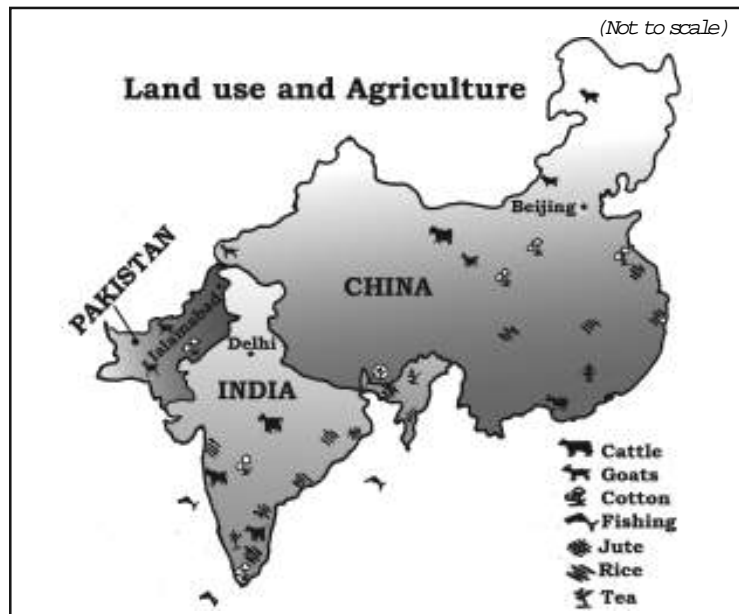 (Not to scale)
Land use and Agriculture
Beijing
PAKISTAN
CHINA
Islamabad
Delhi
INDIA
Cattle
Goats
Cotton
Fishing
Jute
Rice
Tea